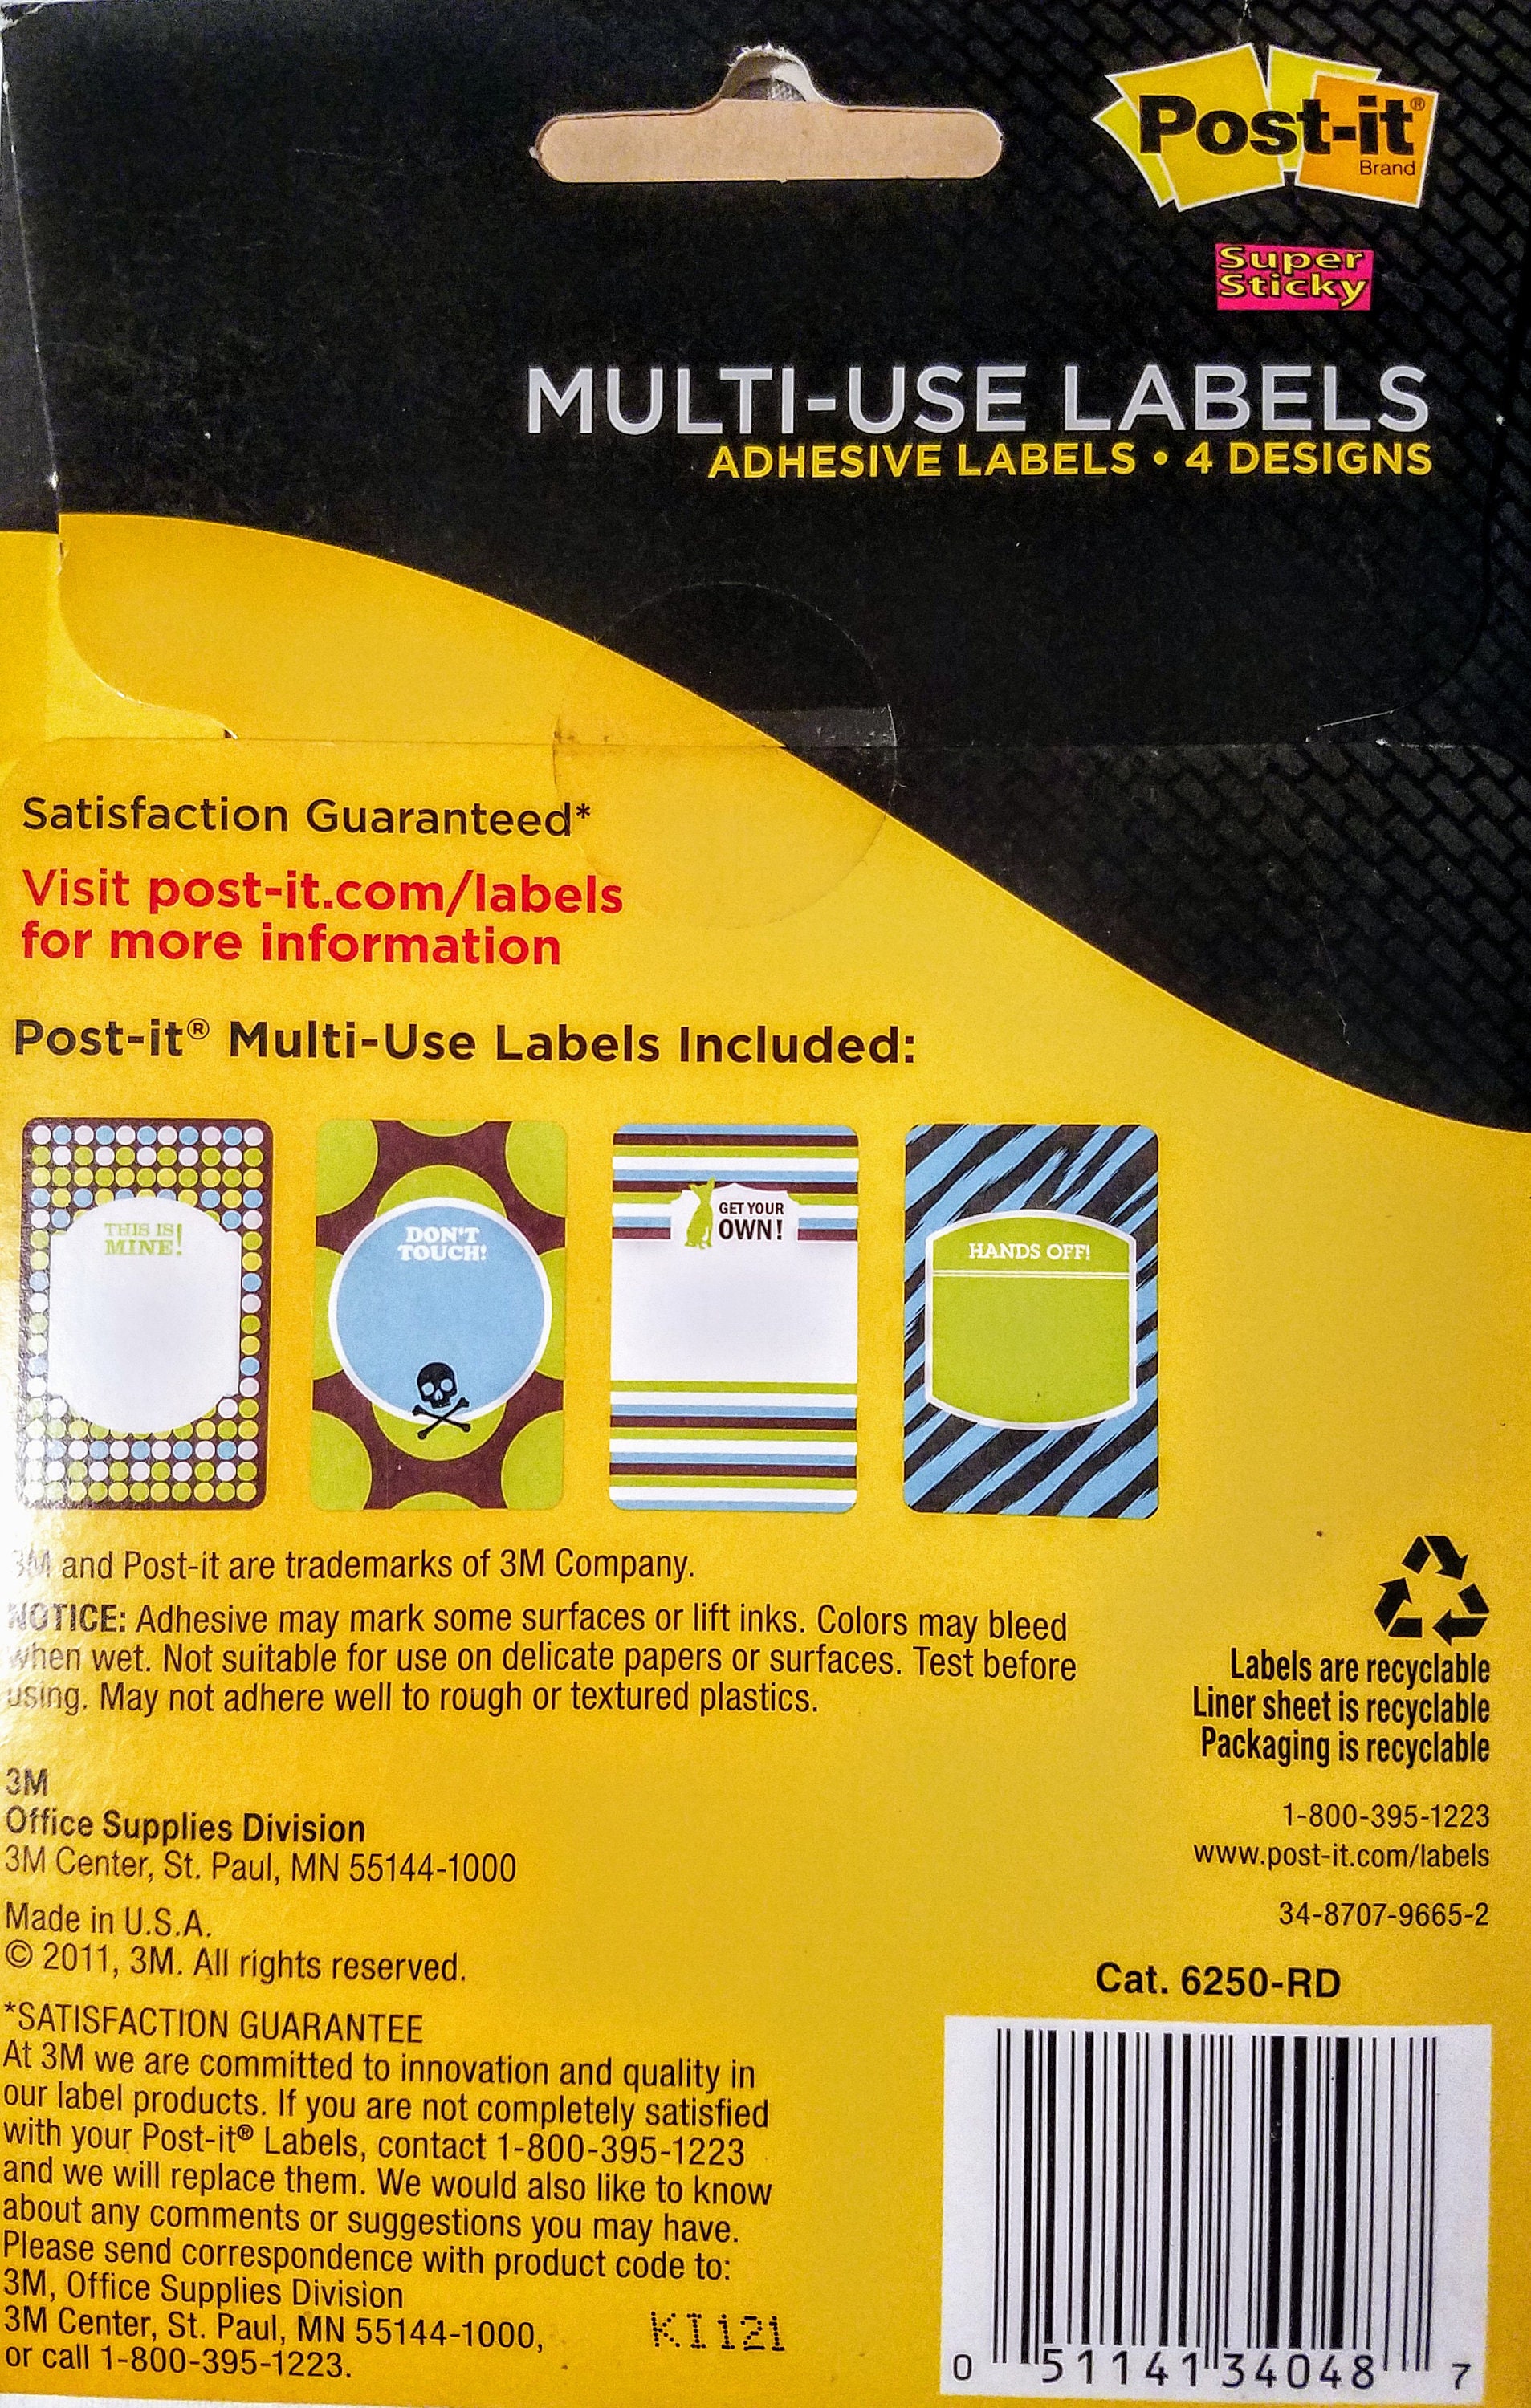 Post-it®
Brand
Super
Sticky
MULTI-USE LABELS
ADHESIVE LABELS • 4 DESIGNS
Satisfaction Guaranteed*
Visit post-it.com/labels
for more information
Post-it® Multi-Use Labels Included:
THIS IS
MINE!
DON'T
TOUCH!
GET YOUR
OWN!
HANDS OFF!
3M and Post-it are trademarks of 3M Company.
NOTICE: Adhesive may mark some surfaces or lift inks. Colors may bleed
when wet. Not suitable for use on delicate papers or surfaces. Test before
using. May not adhere well to rough or textured plastics.
Labels are recyclable
Liner sheet is recyclable
Packaging is recyclable
3M
Office Supplies Division
3M Center, St. Paul, MN 55144-1000
Made in U.S.A.
© 2011, 3M. All rights reserved.
1-800-395-1223
www.post-it.com/labels
34-8707-9665-2
Cat. 6250-RD
*SATISFACTION GUARANTEE
At 3M we are committed to innovation and quality in
our label products. If you are not completely satisfied
with your Post-it® Labels, contact 1-800-395-1223
and we will replace them. We would also like to know
about any comments or suggestions you may have.
Please send correspondence with product code to:
3M, Office Supplies Division
3M Center, St. Paul, MN 55144-1000,
or call 1-800-395-1223.
KI121
0 51141 34048 7